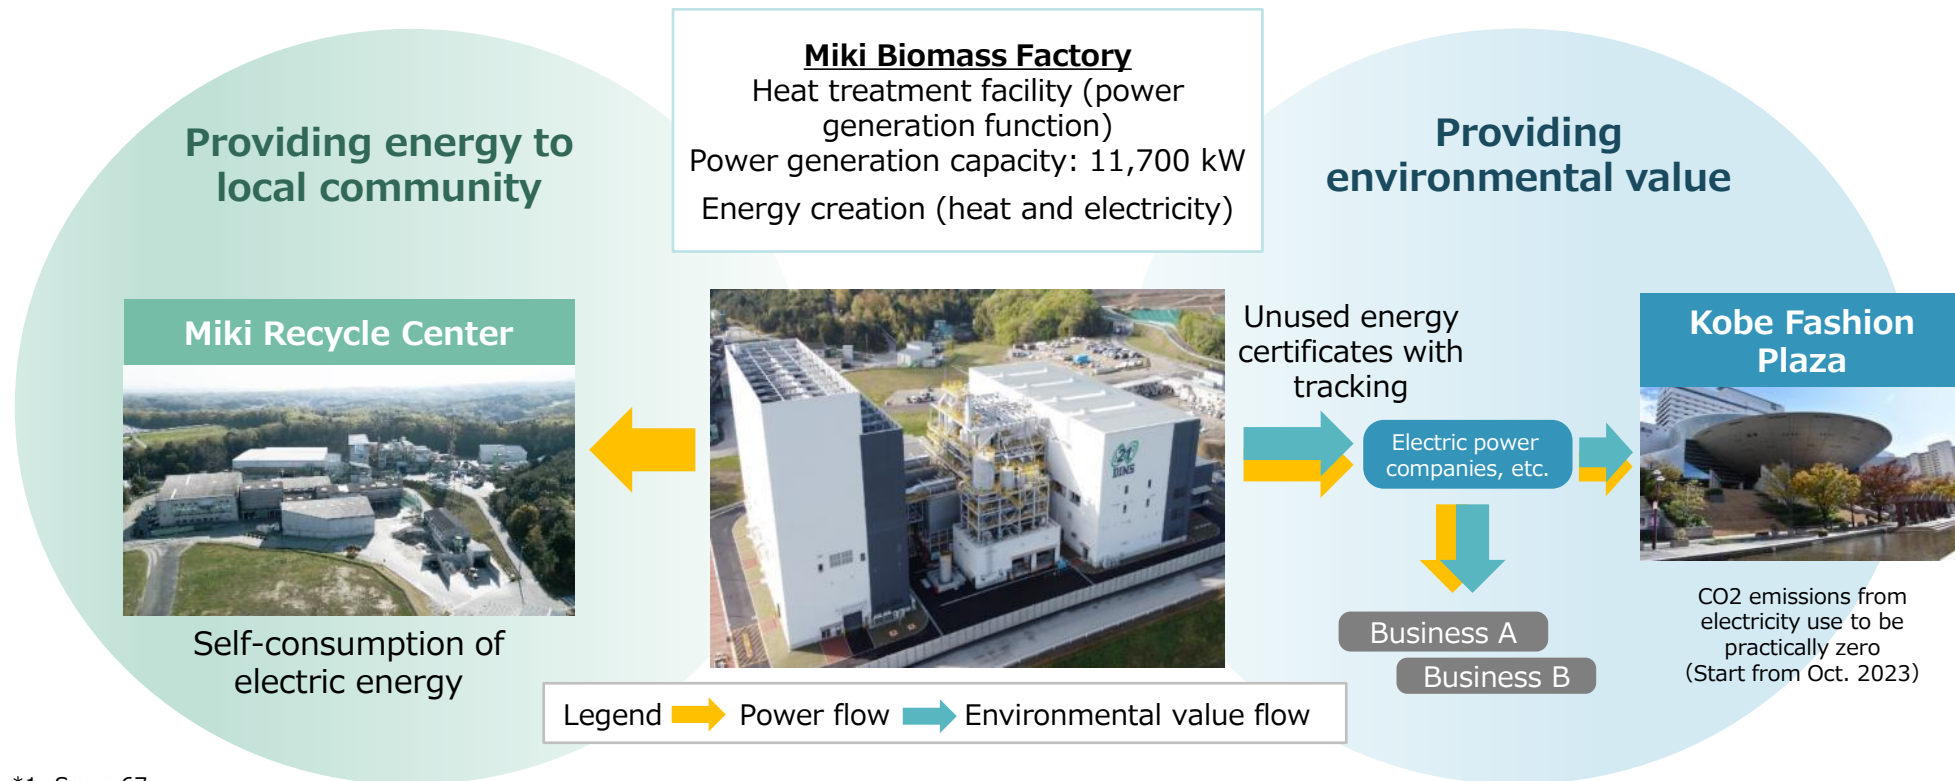 Miki Biomass Factory
Heat treatment facility (power
generation function)
Power generation capacity: 11,700 kW
Energy creation (heat and electricity)
Providing energy to
local community
Providing
environmental value
Miki Recycle Center
Self-consumption of
electric energy
21
DINS
Unused energy
certificates with
tracking
Electric power
companies, etc.
Business A
Business B
Kobe Fashion
Plaza
CO2 emissions from
electricity use to be
practically zero
(Start from Oct. 2023)
Legend Power flow Environmental value flow